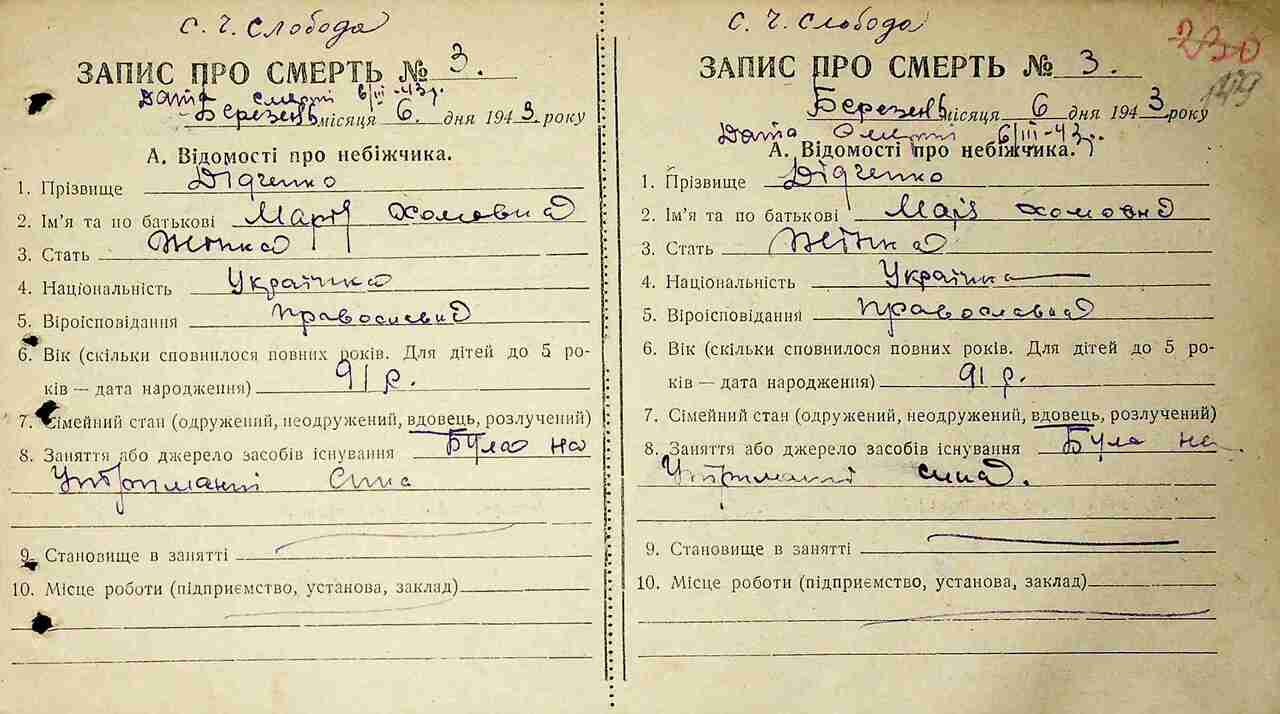 с. Ч. Слобода
ЗАПИС ПРО СМЕРТЬ № 3.
Дата смерті 6/III-43 р.
Березень місяця 6. дня 1943 року
А. Відомості про небіжчика.
1. Прізвище Дідченко
2. Ім'я та по батькові Марія Хомовна
3. Стать Жінка
4. Національність Українка
5. Віроісповідання православна
6. Вік (скільки сповнилося повних років. Для дітей до 5 ро-
ків — дата народження) 91 р.
7. Сімейний стан (одружений, неодружений, вдовець, розлучений)
8. Заняття або джерело засобів існування Була на
Утриманні сина
9. Становище в занятті
10. Місце роботи (підприємство, установа, заклад)
с. Ч. Слобода
230
ЗАПИС ПРО СМЕРТЬ № 3.
Березень місяця 6 дня 1943 року
Дата смерті 6/III-43 р.
А. Відомості про небіжчика.
1. Прізвище Дідченко
2. Ім'я та по батькові Марія Хомовна
3. Стать Жінка
4. Національність Українка
5. Віроісповідання православна
6. Вік (скільки сповнилося повних років. Для дітей до 5 ро-
ків — дата народження) 91 р.
7. Сімейний стан (одружений, неодружений, вдовець, розлучений)
8. Заняття або джерело засобів існування Була на
Утриманні сина.
9. Становище в занятті
10. Місце роботи (підприємство, установа, заклад)